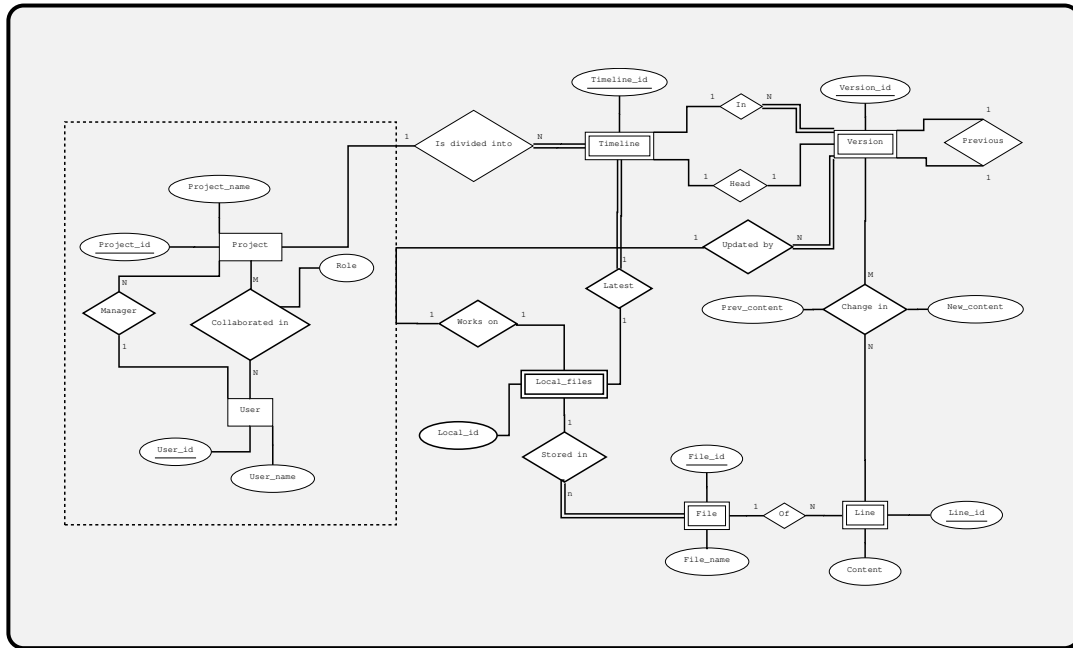 Timeline_id
Version_id
1
N
1
In
1
N
Is divided into
Timeline
Version
Previous
1
1
1
Head
Project_name
Project_id
Project
1
N
Updated by
Role
1
N
M
M
Latest
Manager
Collaborated in
1
Works on
1
1
Prev_content
Change in
New_content
1
N
N
Local_files
User
1
Local_id
User_id
Stored in
File_id
User_name
n
1
N
File
Of
Line
Line_id
File_name
Content